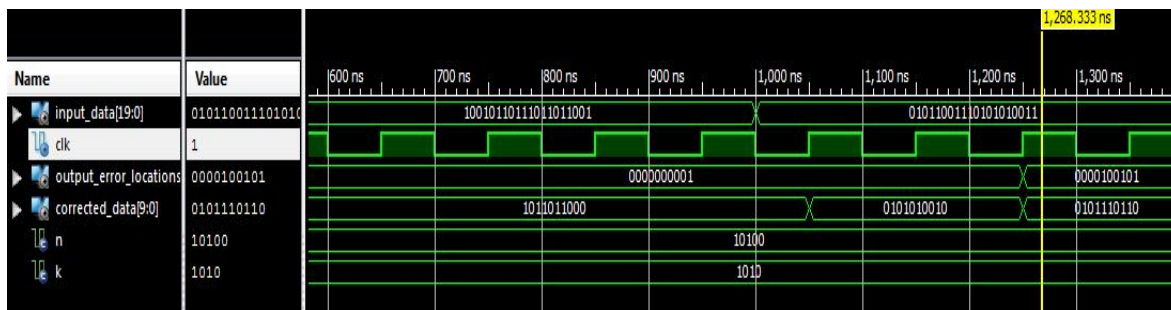 1,268.333 ns
Name Value 600 ns 700 ns 800 ns 900 ns 1,000 ns 1,100 ns 1,200 ns 1,300 ns
input_data[19:0] 010110011101010 10010110111011011001 01011001110101010011
clk 1
output_error_locations 0000100101 0000000001 0000100101
corrected_data[9:0] 0101110110 1011011000 0101010010 0101110110
n 10100 10100
k 1010 1010